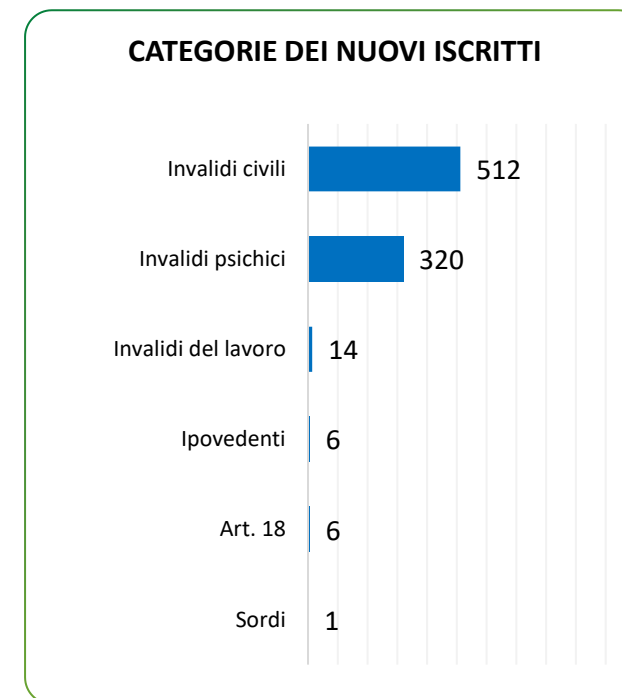 CATEGORIE DEI NUOVI ISCRITTI
Invalidi civili 512
Invalidi psichici 320
Invalidi del lavoro 14
Ipovedenti 6
Art. 18 6
Sordi 1